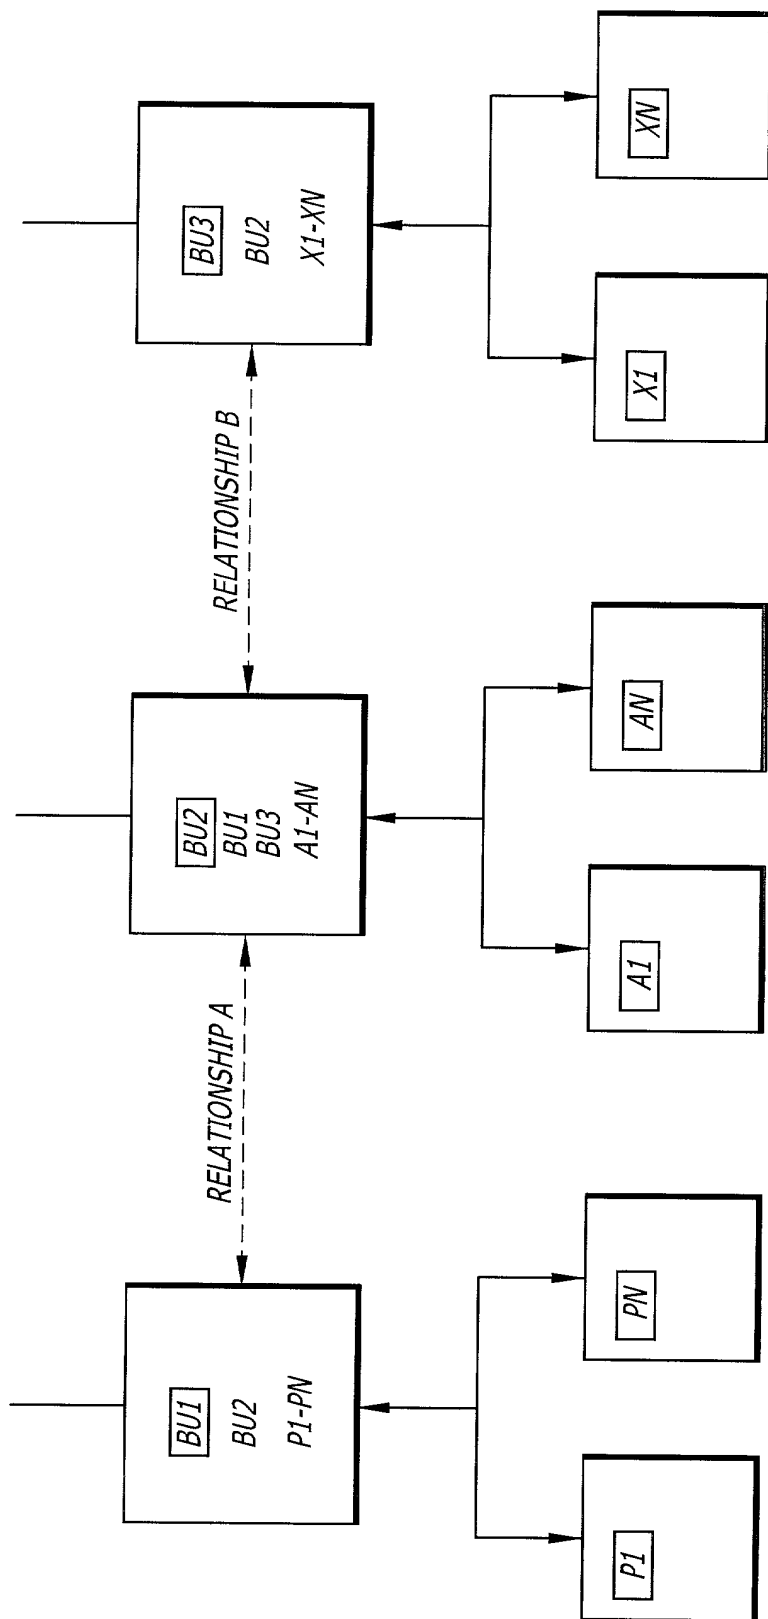 RELATIONSHIP A
RELATIONSHIP B
BU1
BU2
P1-PN
BU2
BU1
BU3
A1-AN
BU3
BU2
X1-XN
P1
PN
A1
AN
X1
XN